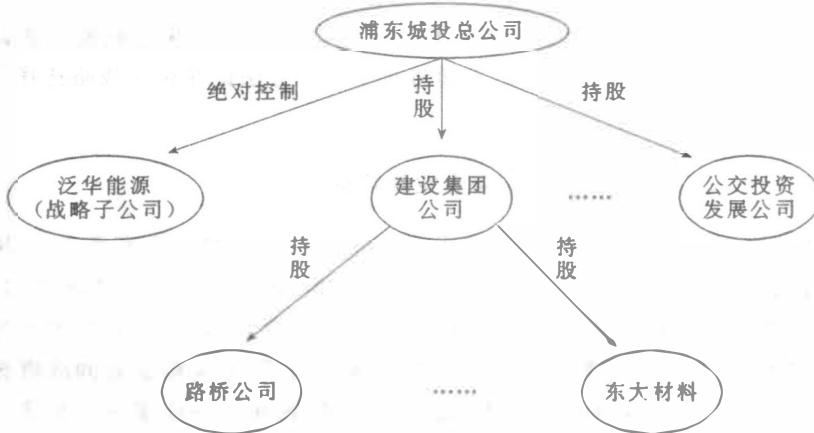 浦东城投总公司
绝对控制
持
股
持股
泛华能源
（战略子公司）
建设集团
公司
……
公交投资
发展公司
持
股
持
股
路桥公司
……
东大材料